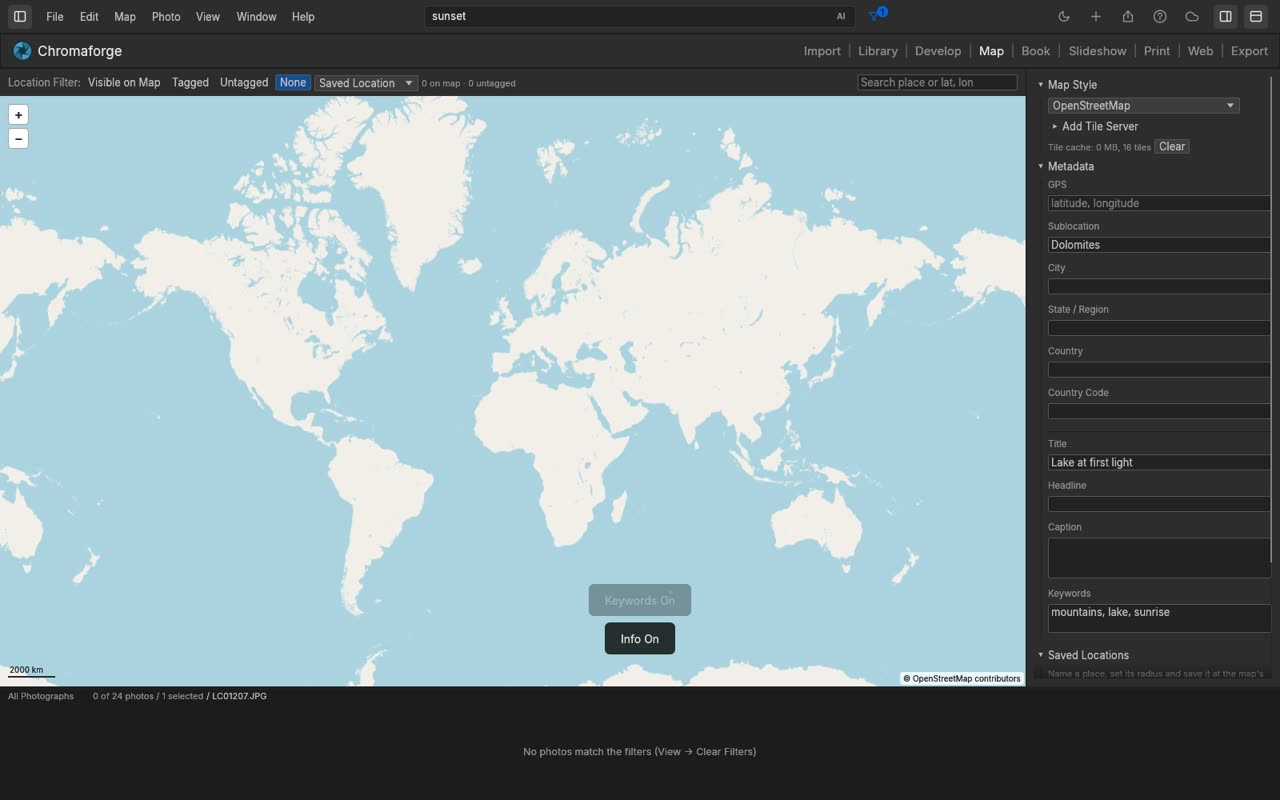 File Edit Map Photo View Window Help
sunset
AI
1
Chromaforge
Import Library Develop Map Book Slideshow Print Web Export
Location Filter: Visible on Map Tagged Untagged None Saved Location 0 on map · 0 untagged
Search place or lat, lon
+
−
Map Style
OpenStreetMap
Add Tile Server
Tile cache: 0 MB, 16 tiles Clear
Metadata
GPS
latitude, longitude
Sublocation
Dolomites
City
State / Region
Country
Country Code
Title
Lake at first light
Headline
Caption
Keywords
mountains, lake, sunrise
Saved Locations
Name a place, set its radius and save it at the map's
Keywords On
Info On
2000 km
© OpenStreetMap contributors
All Photographs 0 of 24 photos / 1 selected / LC01207.JPG
No photos match the filters (View → Clear Filters)